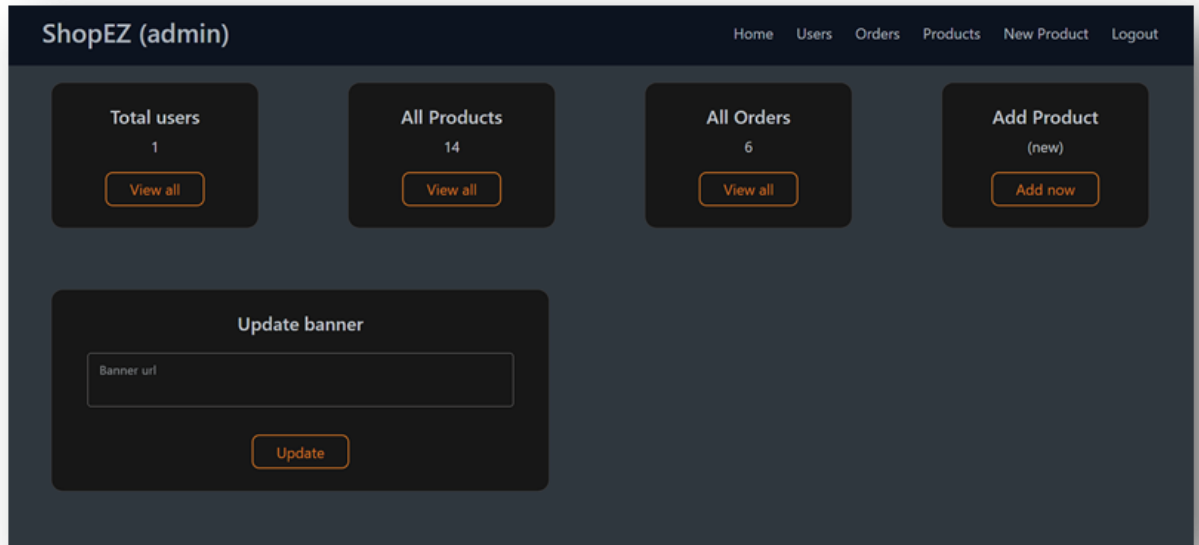 ShopEZ (admin)
Home Users Orders Products New Product Logout
Total users
1
View all
All Products
14
View all
All Orders
6
View all
Add Product
(new)
Add now
Update banner
Banner url
Update